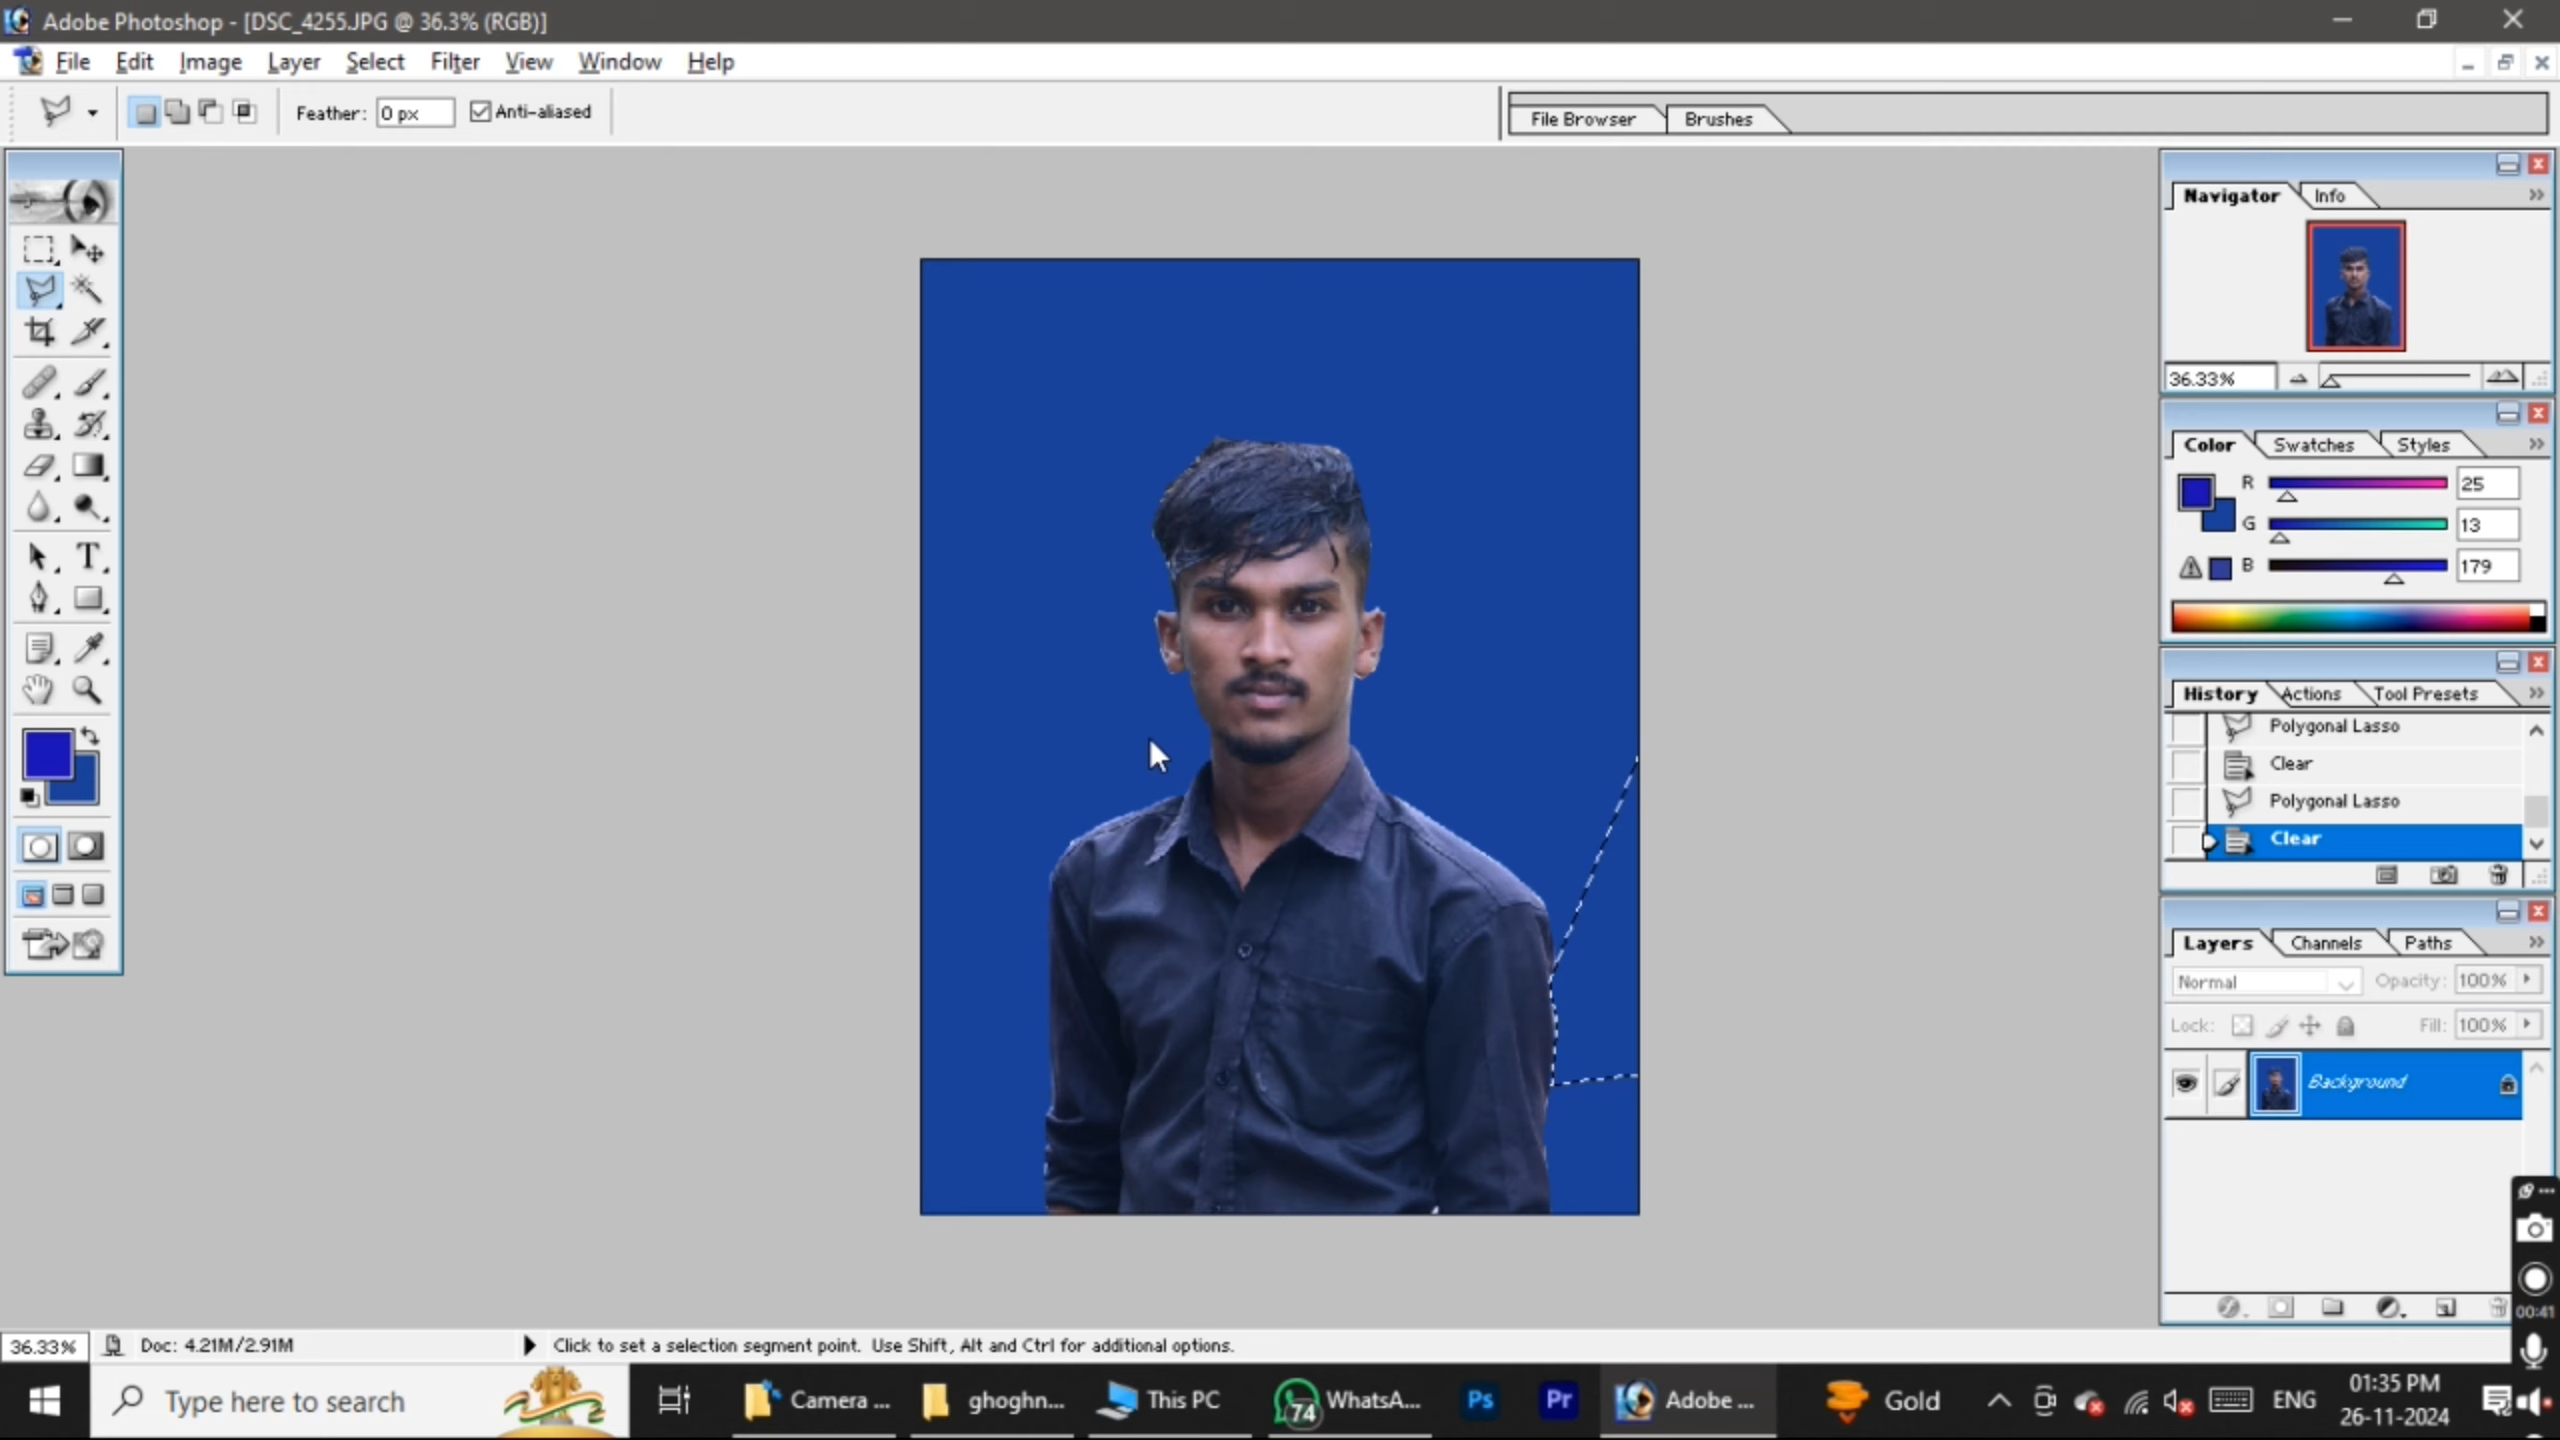 Adobe Photoshop - [DSC_4255.JPG @ 36.3% (RGB)]
File Edit Image Layer Select Filter View Window Help
Feather: 0 px Anti-aliased
File Browser Brushes
Navigator Info
36.33%
Color Swatches Styles
R 25
G 13
B 179
T
History Actions Tool Presets
Polygonal Lasso
Clear
Polygonal Lasso
Clear
Layers Channels Paths
Normal Opacity: 100%
Lock: Fill: 100%
Background
00:41
36.33% Doc: 4.21M/2.91M Click to set a selection segment point. Use Shift, Alt and Ctrl for additional options.
Type here to search
Camera ...
ghoghn...
This PC
74 WhatsA...
Ps
Pr
Adobe ...
Gold
ENG
01:35 PM
26-11-2024